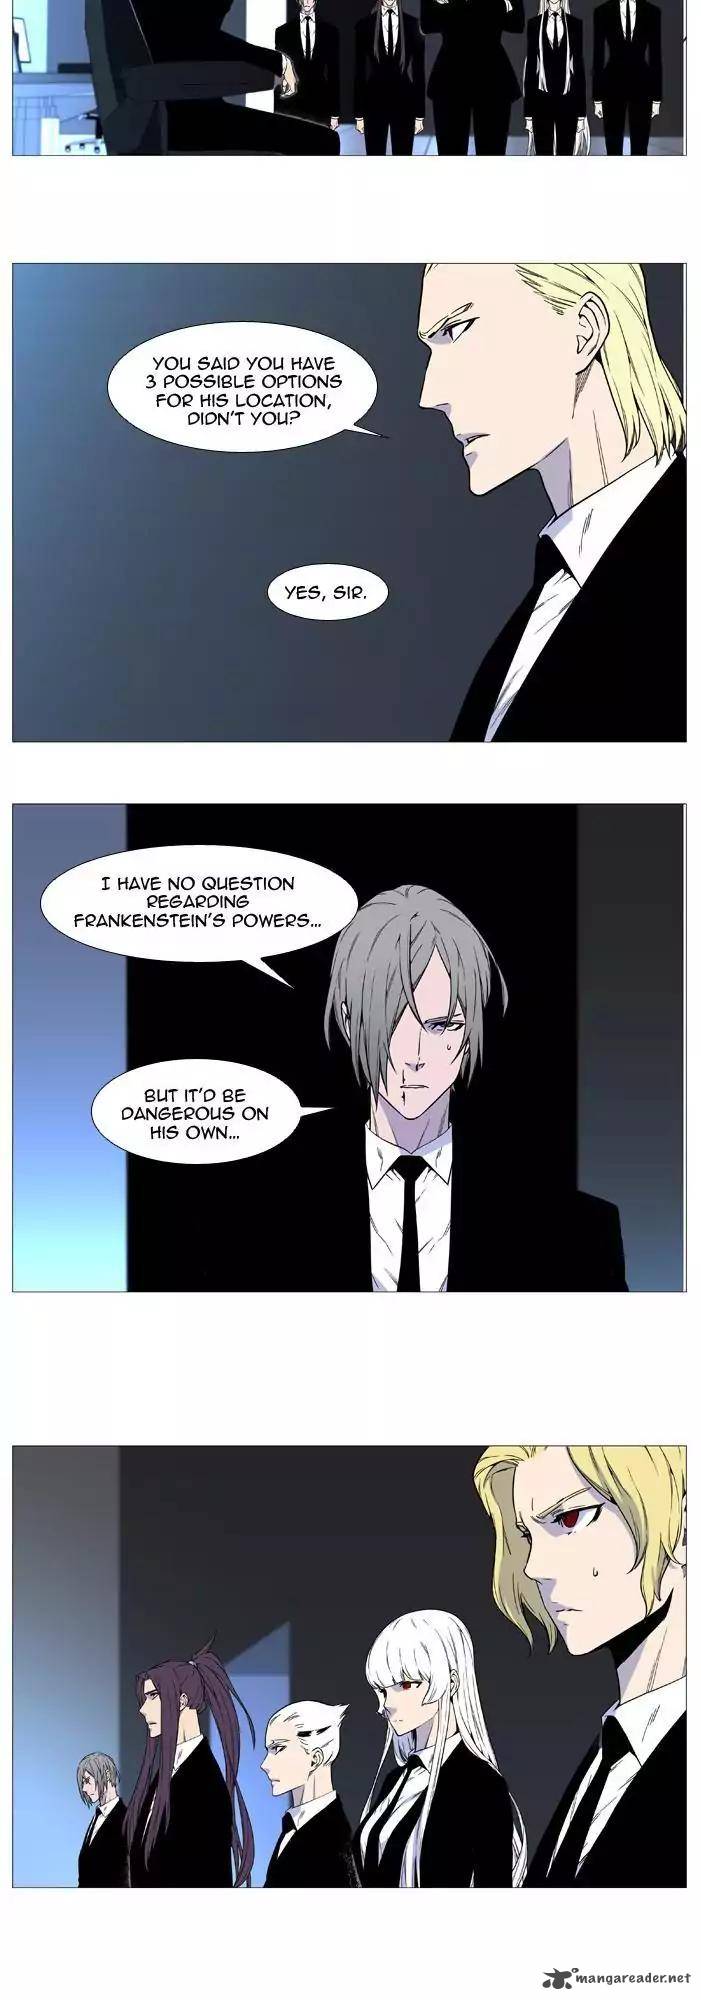 YOU SAID YOU HAVE
3 POSSIBLE OPTIONS
FOR HIS LOCATION,
DIDN'T YOU?
YES, SIR.
I HAVE NO QUESTION
REGARDING
FRANKENSTEIN'S POWERS...
BUT IT'D BE
DANGEROUS ON
HIS OWN...
mangareader.net